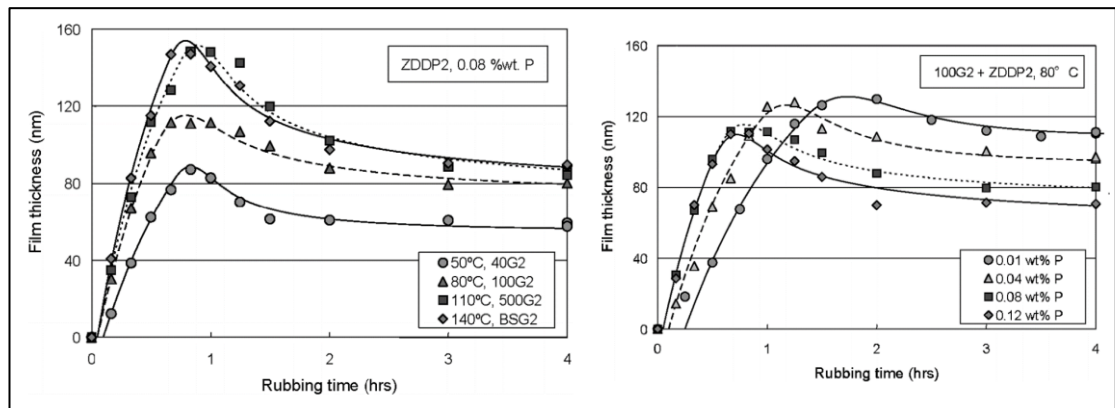 160
120
80
40
0
Film thickness (nm)
ZDDP2, 0.08 %wt. P
50ºC, 40G2
80ºC, 100G2
110ºC, 500G2
140ºC, BSG2
0 1 2 3 4
Rubbing time (hrs)
160
120
80
40
0
Film thickness (nm)
100G2 + ZDDP2, 80° C
0.01 wt% P
0.04 wt% P
0.08 wt% P
0.12 wt% P
0 1 2 3 4
Rubbing time (hrs)